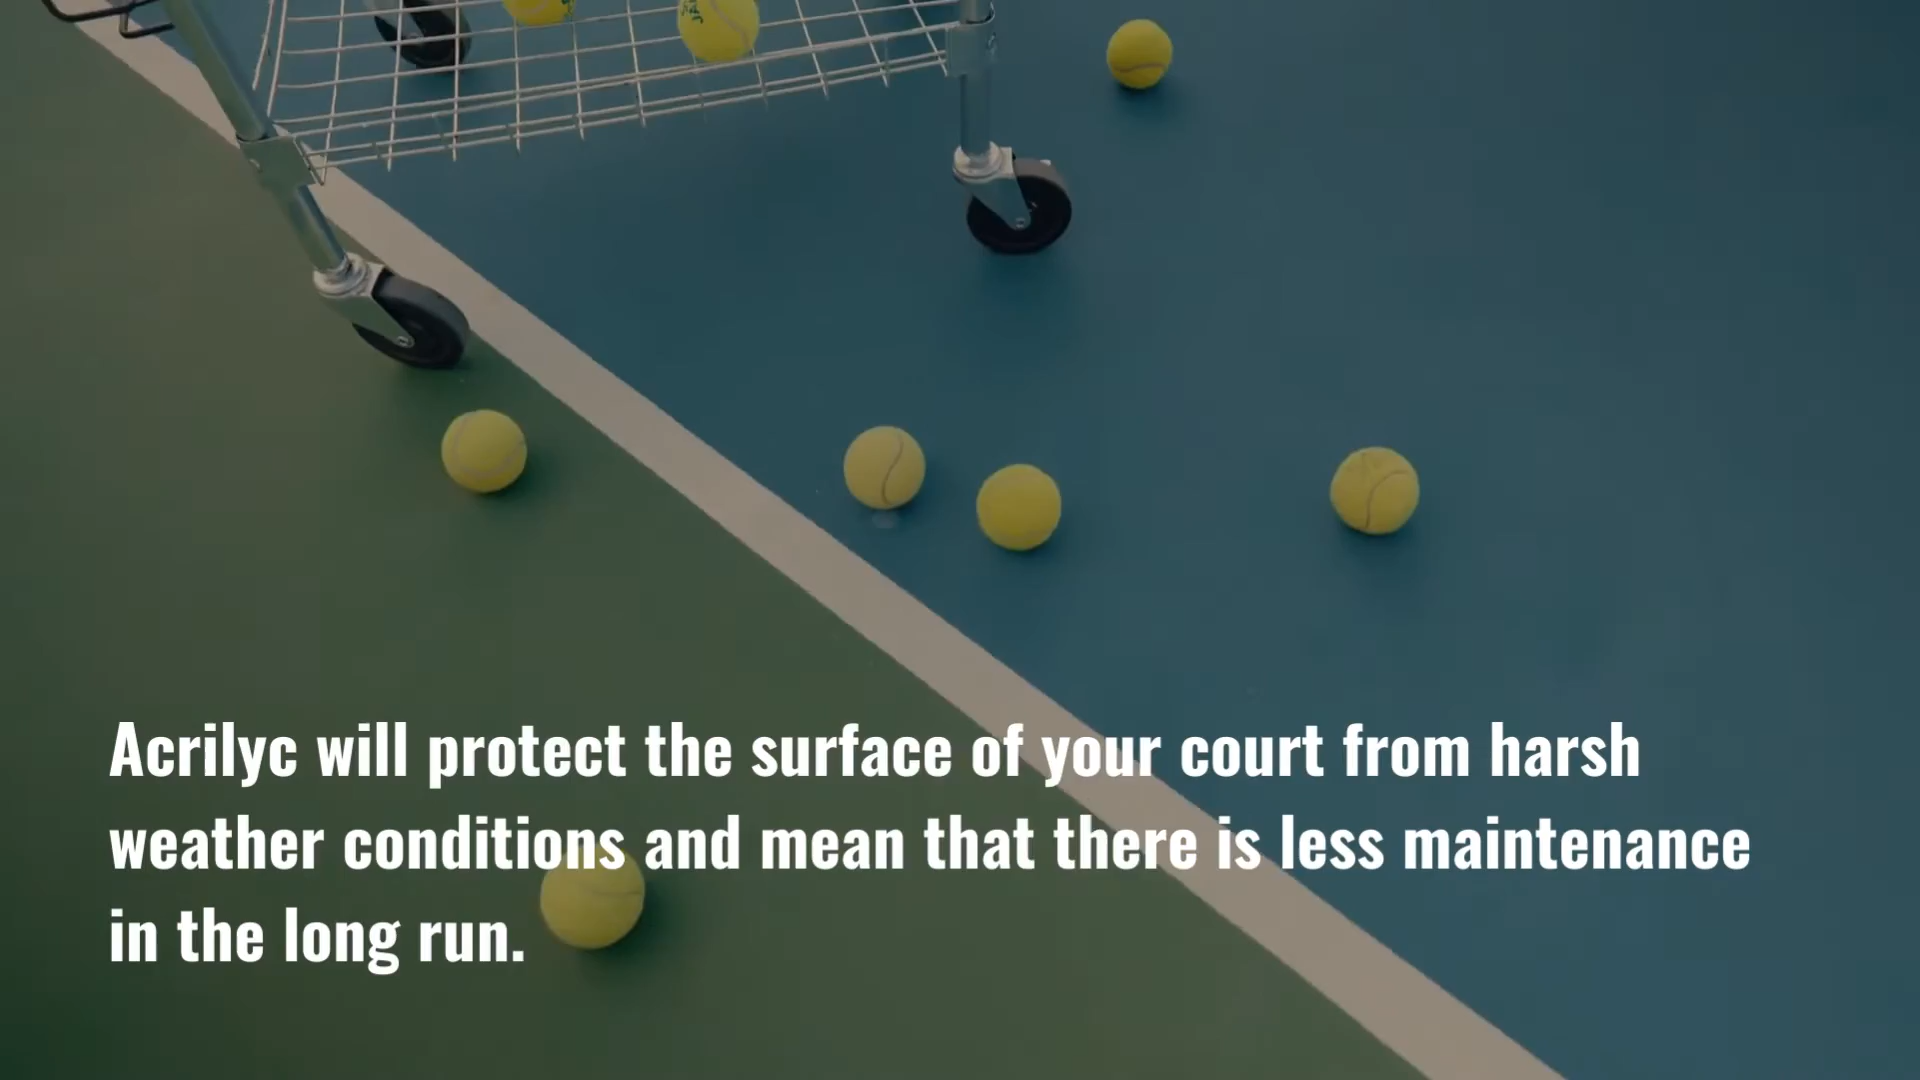 Acrilyc will protect the surface of your court from harsh
weather conditions and mean that there is less maintenance
in the long run.